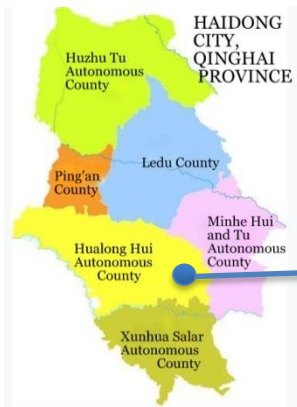 HAIDONG
CITY,
QINGHAI
PROVINCE
Huzhu Tu
Autonomous
County
Ledu County
Ping'an
County
Minhe Hui
and Tu
Autonomous
County
Hualong Hui
Autonomous
County
Xunhua Salar
Autonomous
County